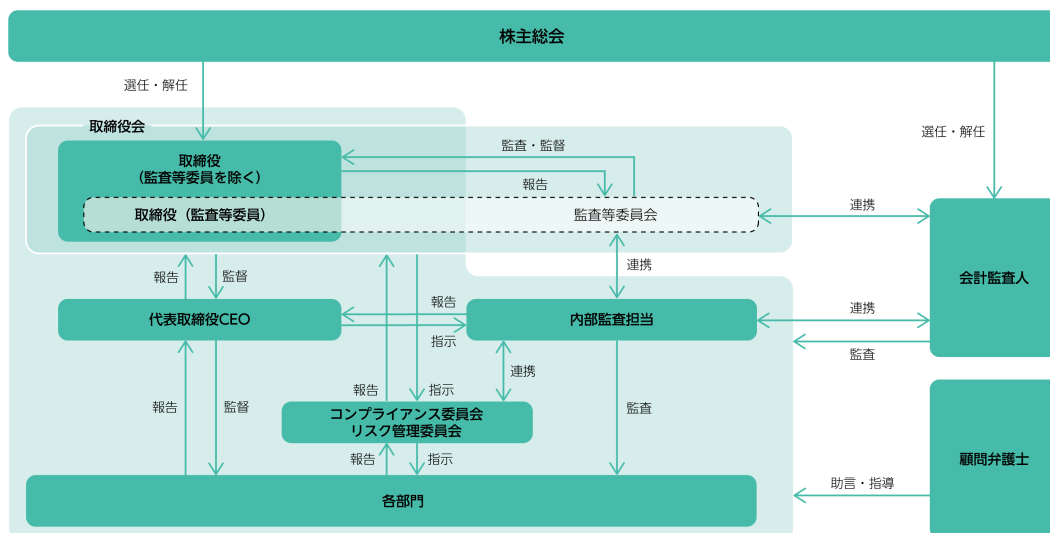 株主総会
選任・解任
選任・解任
取締役会
取締役
（監査等委員を除く）
監査・監督
報告
取締役（監査等委員）
監査等委員会
連携
会計監査人
報告
監督
連携
代表取締役CEO
報告
指示
内部監査担当
連携
監査
報告
監督
報告
指示
連携
監査
コンプライアンス委員会
リスク管理委員会
報告
指示
顧問弁護士
助言・指導
各部門